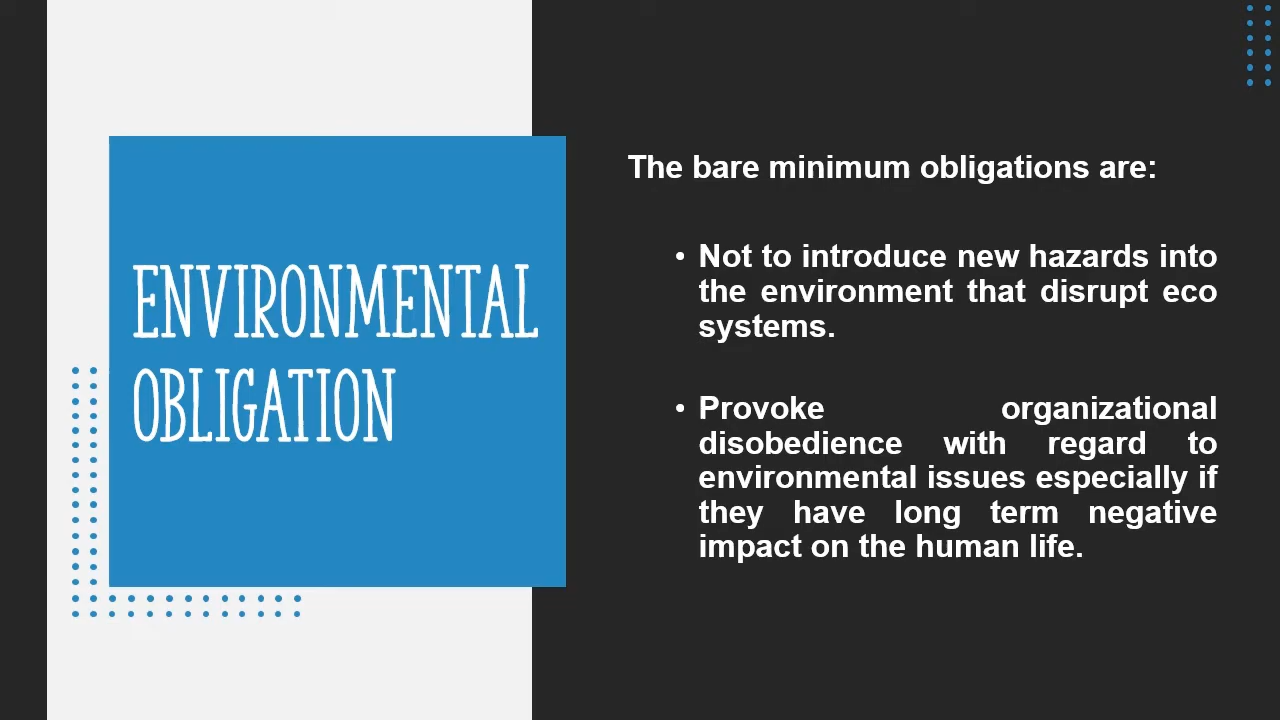 ENVIRONMENTAL
OBLIGATION
The bare minimum obligations are:
• Not to introduce new hazards into
the environment that disrupt eco
systems.
• Provoke organizational
disobedience with regard to
environmental issues especially if
they have long term negative
impact on the human life.